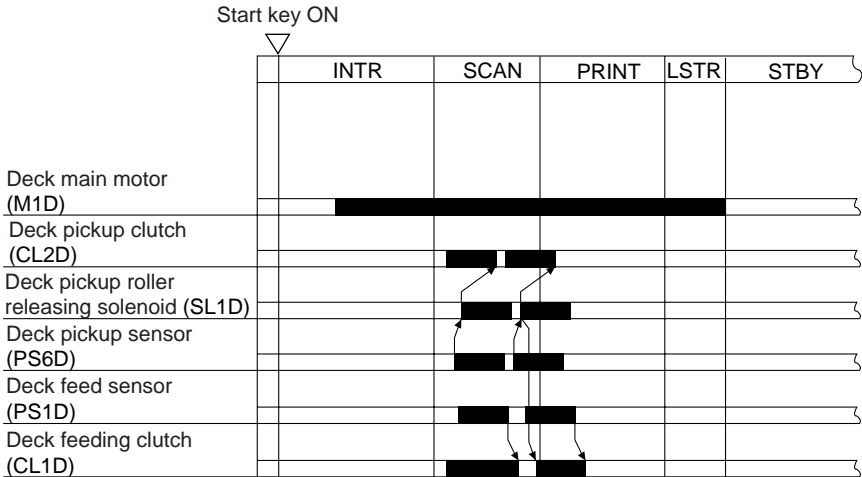 Start key ON
INTR SCAN PRINT LSTR STBY
Deck main motor
(M1D)
Deck pickup clutch
(CL2D)
Deck pickup roller
releasing solenoid (SL1D)
Deck pickup sensor
(PS6D)
Deck feed sensor
(PS1D)
Deck feeding clutch
(CL1D)